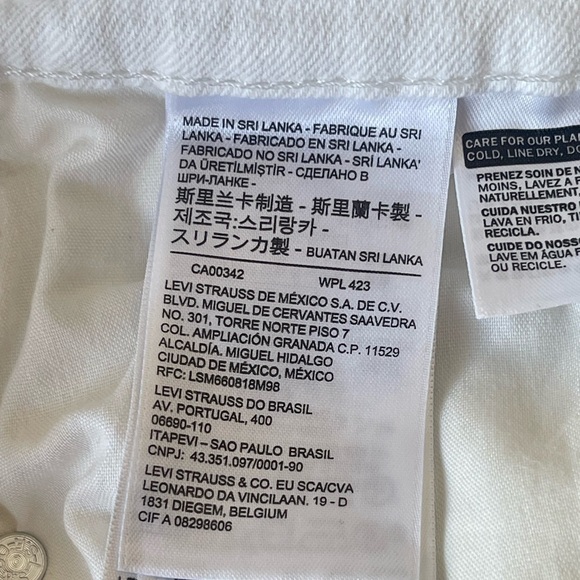 MADE IN SRI LANKA - FABRIQUE AU SRI
LANKA - FABRICADO EN SRI LANKA -
FABRICADO NO SRI LANKA - SRİ LANKA'
DA ÜRETİLMİŞTİR - СДЕЛАНО В
ШРИ-ЛАНКЕ -
斯里兰卡制造 - 斯里蘭卡製 -
제조국:스리랑카 -
スリランカ製 - BUATAN SRI LANKA
CA00342 WPL 423
LEVI STRAUSS DE MÉXICO S.A. DE C.V.
BLVD. MIGUEL DE CERVANTES SAAVEDRA
NO. 301, TORRE NORTE PISO 7
COL. AMPLIACIÓN GRANADA C.P. 11529
ALCALDÍA. MIGUEL HIDALGO
CIUDAD DE MÉXICO, MÉXICO
RFC: LSM660818M98
LEVI STRAUSS DO BRASIL
AV. PORTUGAL, 400
06690-110
ITAPEVI – SAO PAULO BRASIL
CNPJ: 43.351.097/0001-90
LEVI STRAUSS & CO. EU SCA/CVA
LEONARDO DA VINCILAAN. 19 - D
1831 DIEGEM, BELGIUM
CIF A 08298606
CARE FOR OUR
COLD, LINE DRY,
PRENEZ SOIN DE
MOINS, LAVEZ À
NATURELLEMENT
CUIDA NUESTRO
LAVA EN FRÍO,
RECICLA.
CUIDE DO
LAVE EM ÁGUA
OU RECICLE.